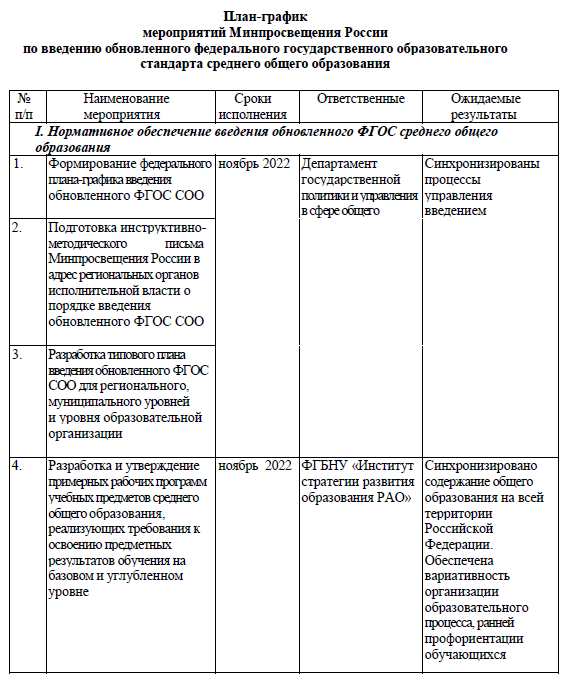 План-график
мероприятий Минпросвещения России
по введению обновленного федерального государственного образовательного
стандарта среднего общего образования
№
п/п
Наименование
мероприятия
Сроки
исполнения
Ответственные
Ожидаемые
результаты
I. Нормативное обеспечение введения обновленного ФГОС среднего общего
образования
1.
Формирование федерального
плана-графика введения
обновленного ФГОС СОО
ноябрь 2022
Департамент
государственной
политики и управления
в сфере общего
Синхронизированы
процессы
управления
введением
2.
Подготовка инструктивно-
методического письма
Минпросвещения России в
адрес региональных органов
исполнительной власти о
порядке введения
обновленного ФГОС СОО
3.
Разработка типового плана
введения обновленного ФГОС
СОО для регионального,
муниципального уровней
и уровня образовательной
организации
4.
Разработка и утверждение
примерных рабочих программ
учебных предметов среднего
общего образования,
реализующих требования к
освоению предметных
результатов обучения на
базовом и углубленном
уровне
ноябрь 2022
ФГБНУ «Институт
стратегии развития
образования РАО»
Синхронизировано
содержание общего
образования на всей
территории
Российской
Федерации.
Обеспечена
вариативность
организации
образовательного
процесса, ранней
профориентации
обучающихся